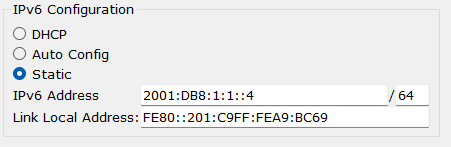 IPv6 Configuration
DHCP
Auto Config
Static
IPv6 Address 2001:DB8:1:1::4 / 64
Link Local Address: FE80::201:C9FF:FEA9:BC69